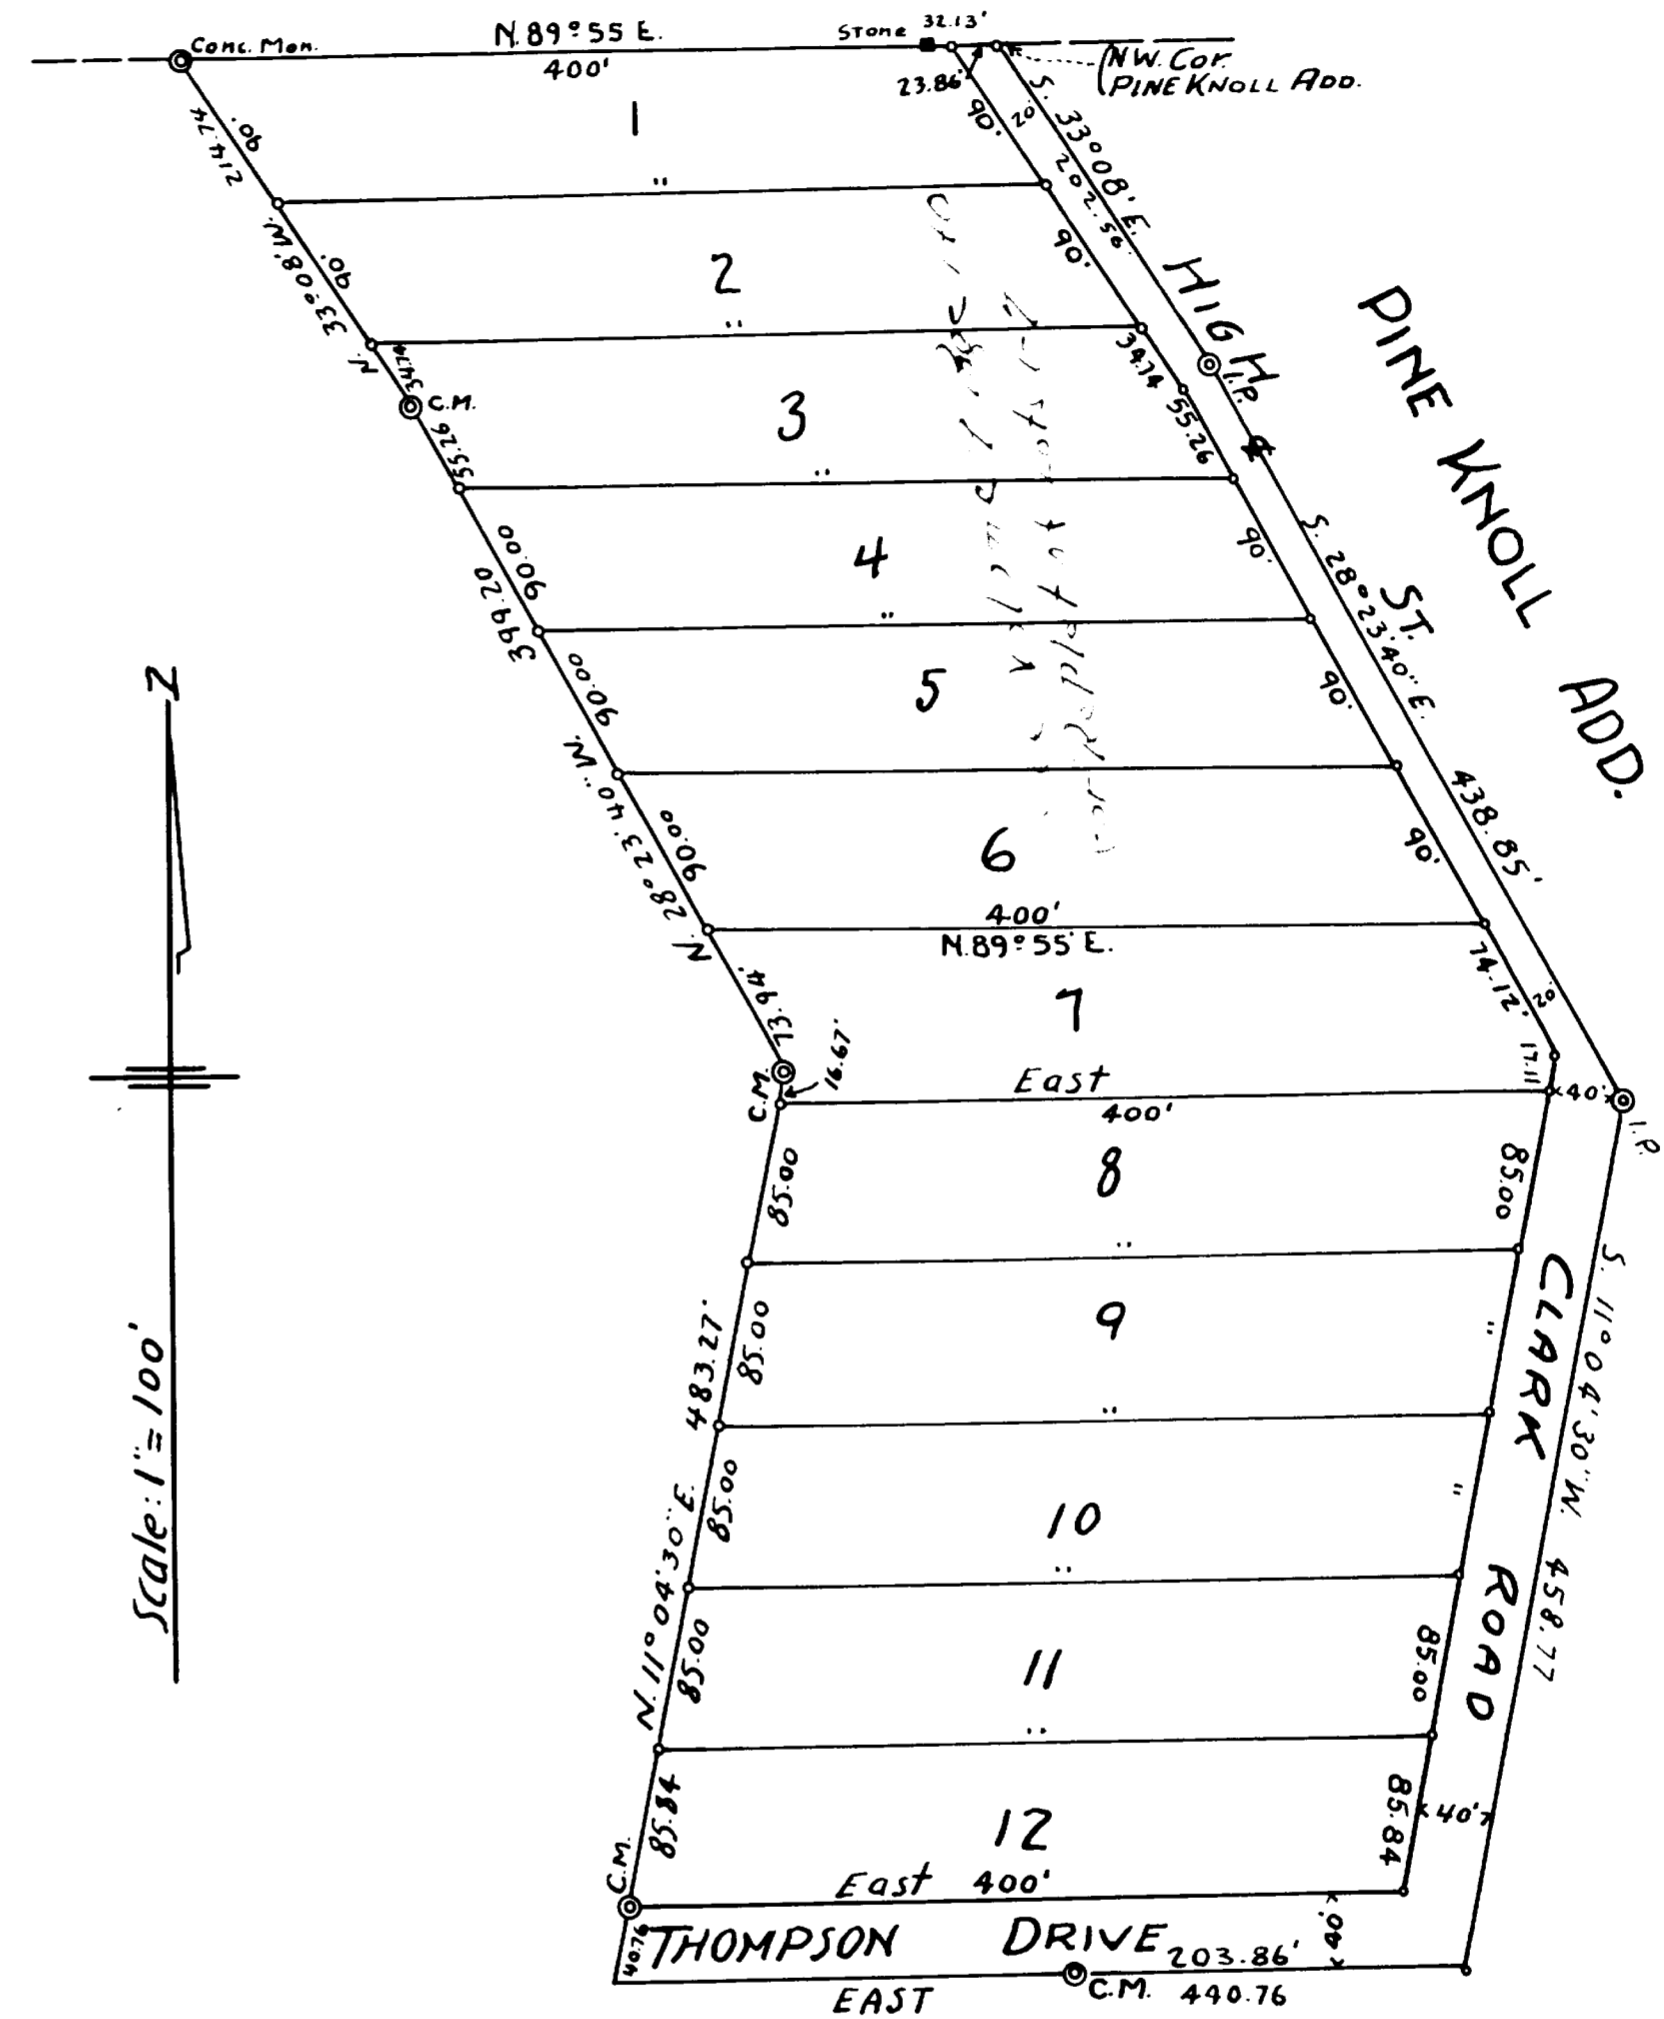 Conc. Mon.
N. 89° 55 E.
400'
Stone
32.13'
23.86'
NW. Cor.
PINE KNOLL ADD.
1
90'
214.74
90'
20'
S. 33° 08' E.
202.56
"
2
90'
N. 33° 08' W.
90'
HIGH ST.
PINE KNOLL ADD.
"
34.74
C.M.
55.26
3
34.74
55.26
I.P.
"
90.00
399.20
4
90'
S. 28° 23' 40" E.
438.85'
"
90.00
5
90'
N. 28° 23' 40" W.
90.00
6
90'
400'
N. 89° 55' E.
73.94'
7
74.12'
20'
C.M.
16.67'
East
400'
17.11
40'
I.P.
85.00
8
85.00
"
483.27'
85.00
9
"
CLARK ROAD
S. 11° 04' 30" W. 458.77
"
N. 11° 04' 30" E.
85.00
10
"
"
85.00
11
85.00
"
85.84
12
85.84
40'
C.M.
East 400'
40.76
THOMPSON DRIVE
203.86'
40'
EAST
C.M.
440.76
N
Scale: 1" = 100'